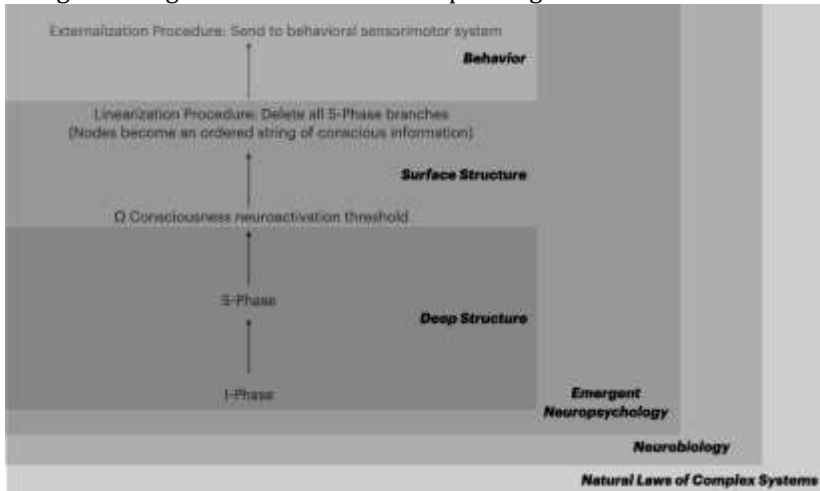 Externalization Procedure: Send to behavioral sensorimotor system
Behavior
Linearization Procedure: Delete all S-Phase branches
(Nodes become an ordered string of conscious information)
Surface Structure
Ω Consciousness neuroactivation threshold
S-Phase
Deep Structure
I-Phase
Emergent
Neuropsychology
Neurobiology
Natural Laws of Complex Systems